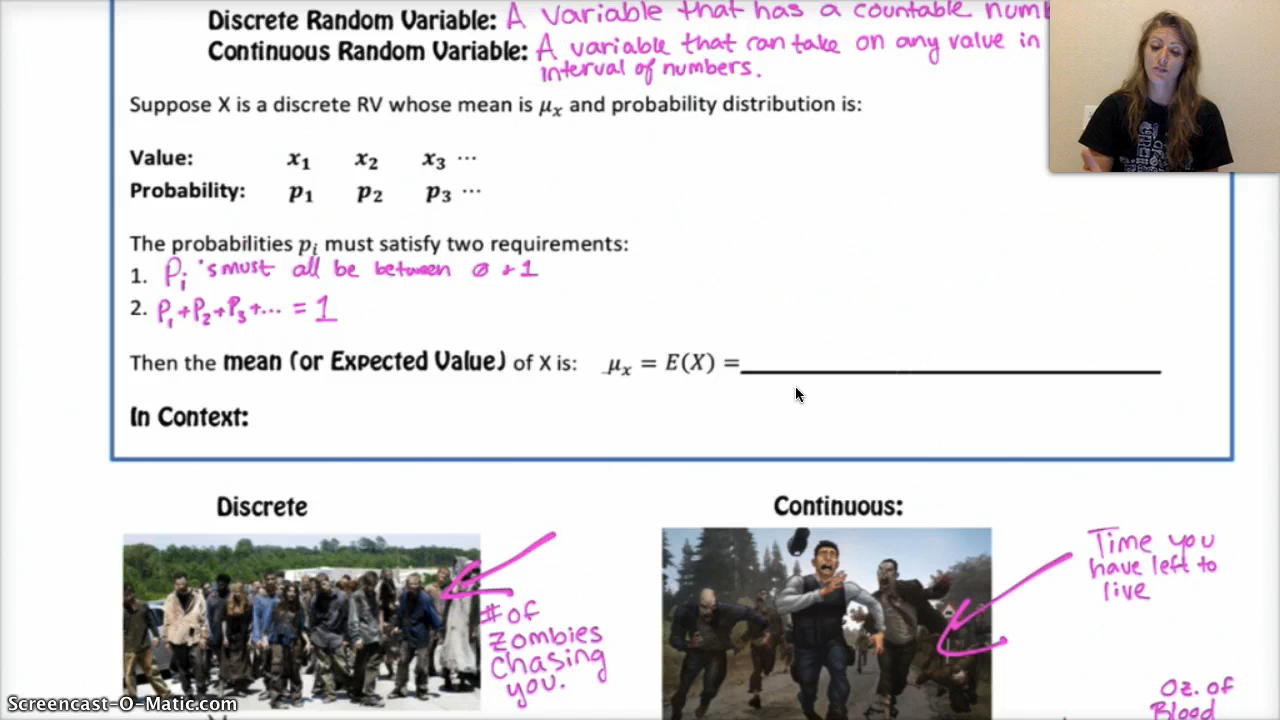 Discrete Random Variable: A variable that has a countable
Continuous Random Variable: A variable that can take on any value in
interval of numbers.
Suppose X is a discrete RV whose mean is μₓ and probability distribution is:
Value: x₁ x₂ x₃ ⋯
Probability: p₁ p₂ p₃ ⋯
The probabilities pᵢ must satisfy two requirements:
1. Pᵢ's must all be between 0 + 1
2. P₁+P₂+P₃+... = 1
Then the mean (or Expected Value) of X is: μₓ = E(X) =
In Context:
Discrete
Continuous:
# of
Zombies
Chasing
you.
Time you
have left to
live
Oz. of
Blood
Screencast-O-Matic.com